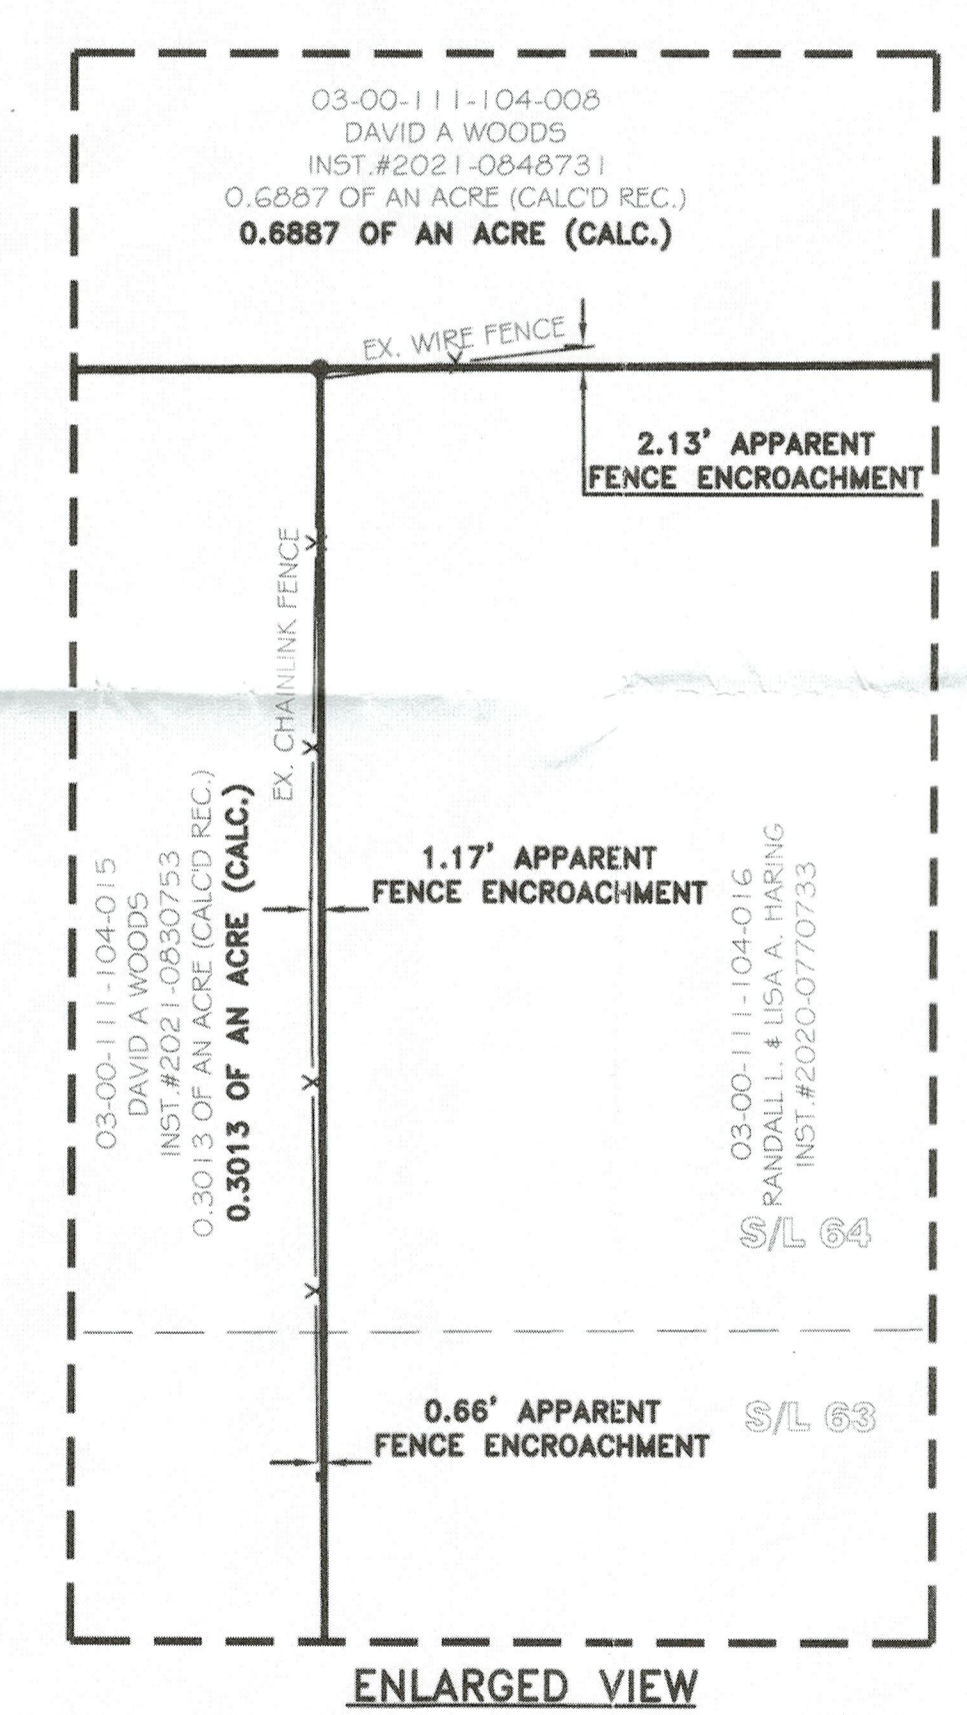 03-00-111-104-008
DAVID A WOODS
INST.#2021-0848731
0.6887 OF AN ACRE (CALC'D REC.)
0.6887 OF AN ACRE (CALC.)
EX. WIRE FENCE
2.13' APPARENT
FENCE ENCROACHMENT
EX. CHAINLINK FENCE
03-00-111-104-015
DAVID A WOODS
INST.#2021-0830753
0.3013 OF AN ACRE (CALC'D REC.)
0.3013 OF AN ACRE (CALC.)
1.17' APPARENT
FENCE ENCROACHMENT
03-00-111-104-016
RANDALL L. & LISA A. HARING
INST.#2020-0770733
S/L 64
0.66' APPARENT
FENCE ENCROACHMENT
S/L 63
ENLARGED VIEW